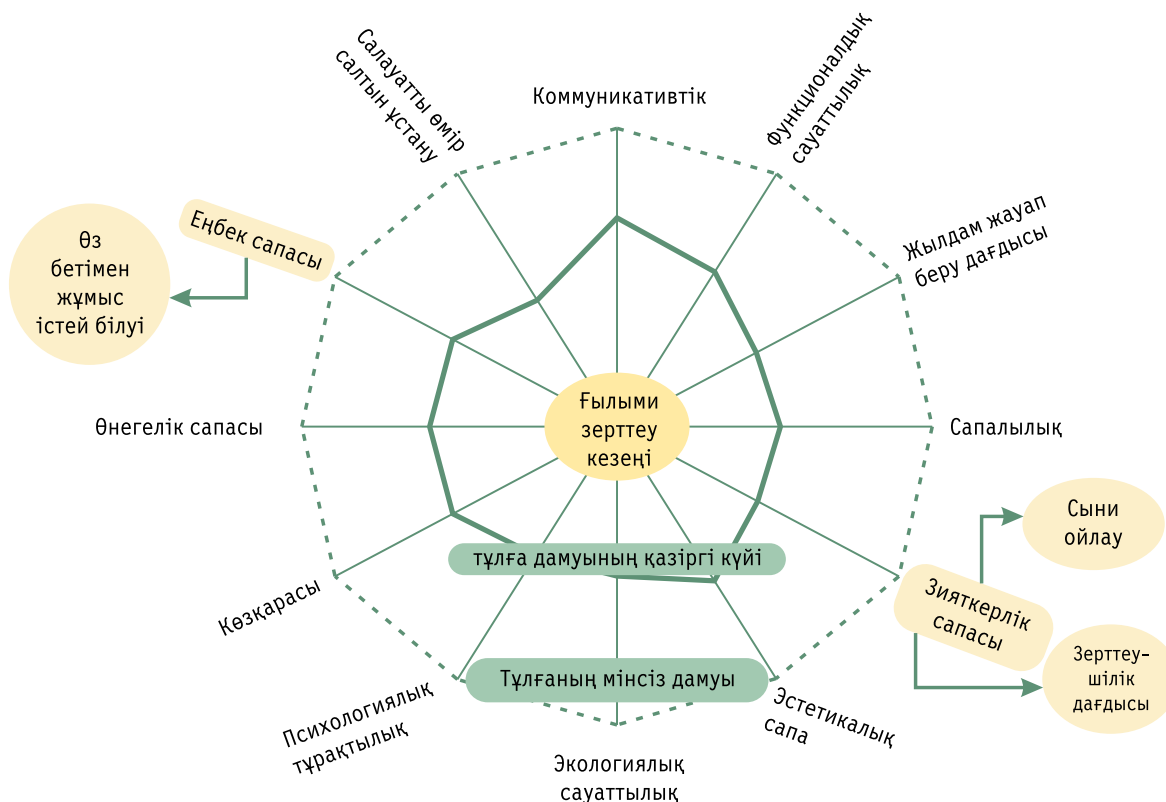 Салауатты өмір
салтын ұстану
Коммуникативтік
Функционалдық
сауаттылық
Жылдам жауап
беру дағдысы
Еңбек сапасы
Өз
бетімен
жұмыс
істей білуі
Ғылыми
зерттеу
кезеңі
Өнегелік сапасы
Сапалылық
Сыни
ойлау
тұлға дамуының қазіргі күйі
Зияткерлік
сапасы
Зерттеу-
шілік
дағдысы
Көзқарасы
Тұлғаның мінсіз дамуы
Психологиялық
тұрақтылық
Экологиялық
сауаттылық
Эстетикалық
сапа